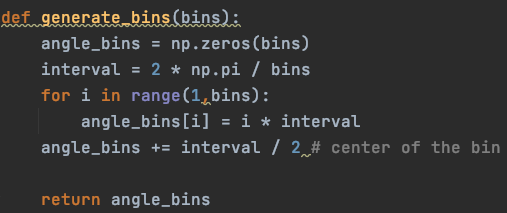 def generate_bins(bins):
    angle_bins = np.zeros(bins)
    interval = 2 * np.pi / bins
    for i in range(1,bins):
        angle_bins[i] = i * interval
    angle_bins += interval / 2 # center of the bin
    return angle_bins